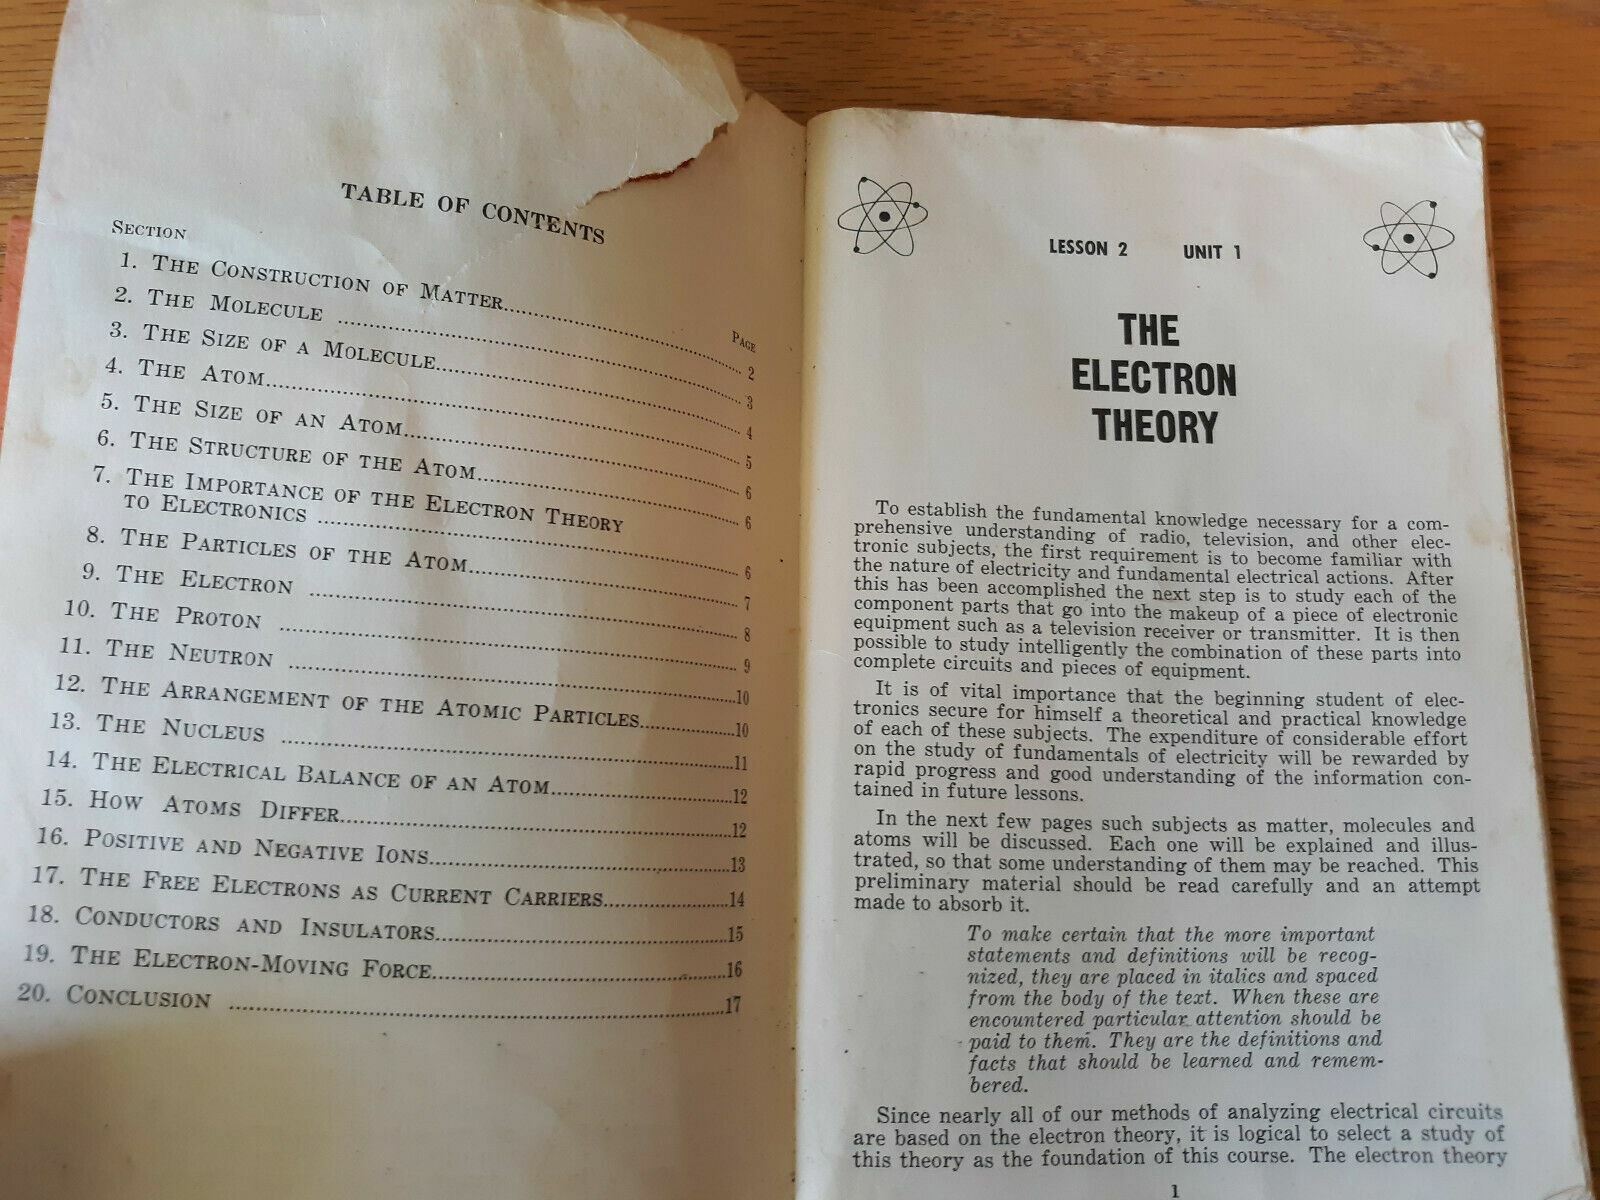 TABLE OF CONTENTS
SECTION
PAGE
1. THE CONSTRUCTION OF MATTER 2
2. THE MOLECULE 3
3. THE SIZE OF A MOLECULE 4
4. THE ATOM 5
5. THE SIZE OF AN ATOM 6
6. THE STRUCTURE OF THE ATOM 6
7. THE IMPORTANCE OF THE ELECTRON THEORY
TO ELECTRONICS 6
8. THE PARTICLES OF THE ATOM 7
9. THE ELECTRON 8
10. THE PROTON 9
11. THE NEUTRON 10
12. THE ARRANGEMENT OF THE ATOMIC PARTICLES 10
13. THE NUCLEUS 11
14. THE ELECTRICAL BALANCE OF AN ATOM 12
15. HOW ATOMS DIFFER 12
16. POSITIVE AND NEGATIVE IONS 13
17. THE FREE ELECTRONS AS CURRENT CARRIERS 14
18. CONDUCTORS AND INSULATORS 15
19. THE ELECTRON-MOVING FORCE 16
20. CONCLUSION 17
LESSON 2 UNIT 1
THE
ELECTRON
THEORY
To establish the fundamental knowledge necessary for a com-
prehensive understanding of radio, television, and other elec-
tronic subjects, the first requirement is to become familiar with
the nature of electricity and fundamental electrical actions. After
this has been accomplished the next step is to study each of the
component parts that go into the makeup of a piece of electronic
equipment such as a television receiver or transmitter. It is then
possible to study intelligently the combination of these parts into
complete circuits and pieces of equipment.
It is of vital importance that the beginning student of elec-
tronics secure for himself a theoretical and practical knowledge
of each of these subjects. The expenditure of considerable effort
on the study of fundamentals of electricity will be rewarded by
rapid progress and good understanding of the information con-
tained in future lessons.
In the next few pages such subjects as matter, molecules and
atoms will be discussed. Each one will be explained and illus-
trated, so that some understanding of them may be reached. This
preliminary material should be read carefully and an attempt
made to absorb it.
To make certain that the more important
statements and definitions will be recog-
nized, they are placed in italics and spaced
from the body of the text. When these are
encountered particular attention should be
paid to them. They are the definitions and
facts that should be learned and remem-
bered.
Since nearly all of our methods of analyzing electrical circuits
are based on the electron theory, it is logical to select a study of
this theory as the foundation of this course. The electron theory
1